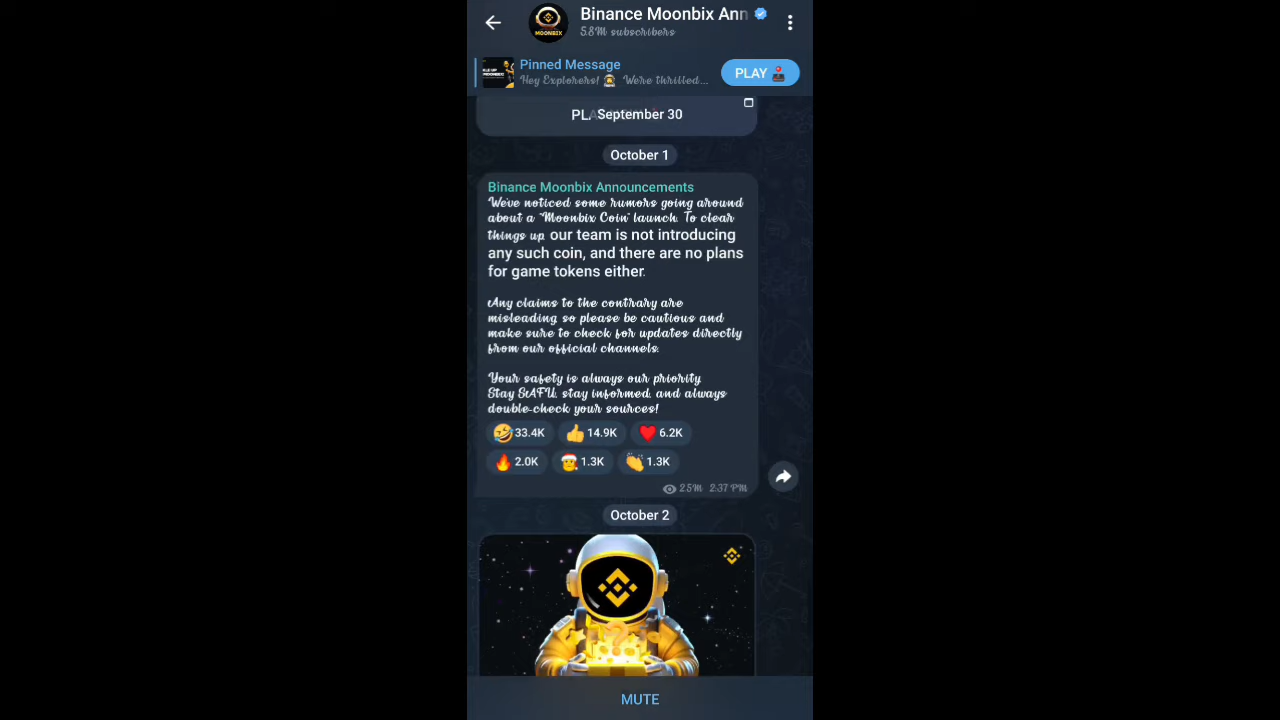 Binance Moonbix Ann
5.8M subscribers
MOONBIX
Pinned Message
Hey Explorers! 👩‍🚀 We're thrilled...
PLAY 🕹️
PL
September 30
October 1
Binance Moonbix Announcements
We've noticed some rumors going around
about a "Moonbix Coin" launch. To clear
things up, our team is not introducing
any such coin, and there are no plans
for game tokens either.
Any claims to the contrary are
misleading, so please be cautious and
make sure to check for updates directly
from our official channels.
Your safety is always our priority.
Stay SAFU, stay informed, and always
double-check your sources!
🤣 33.4K 👍 14.9K ❤️ 6.2K
🔥 2.0K 🎅 1.3K 👏 1.3K
2.5M 2:37 PM
October 2
MUTE